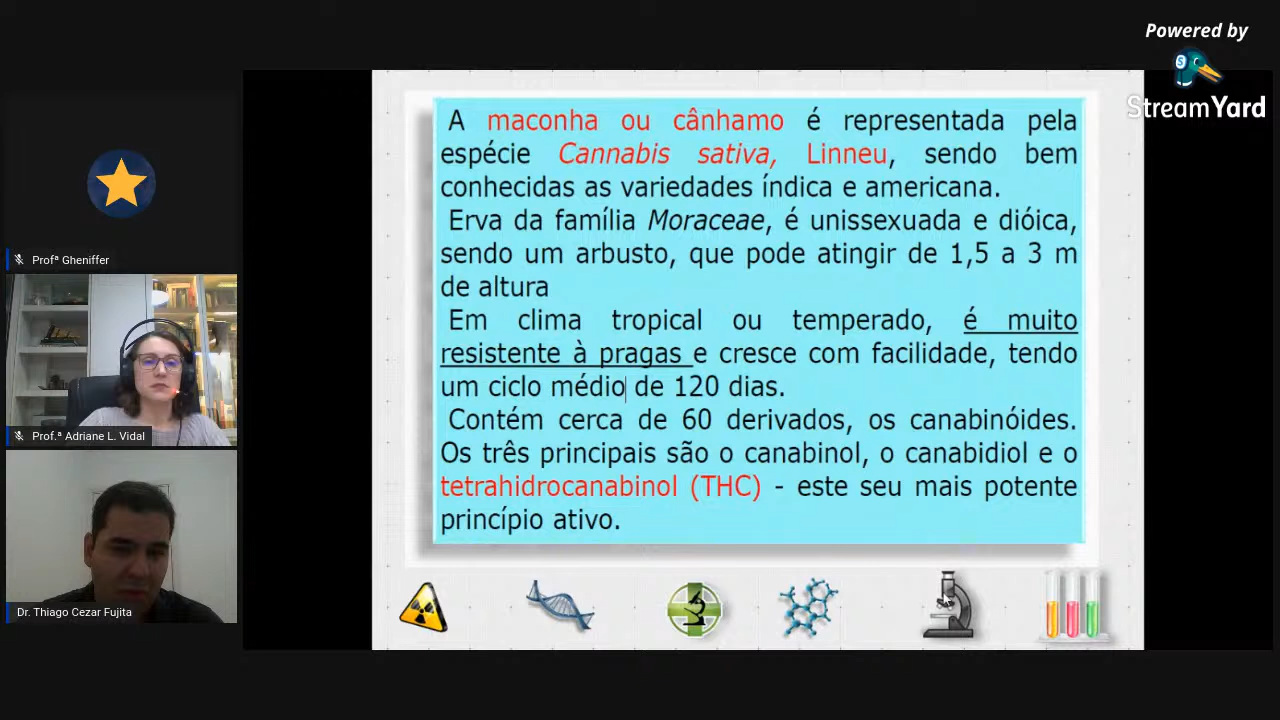 Powered by
StreamYard
A maconha ou cânhamo é representada pela
espécie Cannabis sativa, Linneu, sendo bem
conhecidas as variedades índica e americana.
Erva da família Moraceae, é unissexuada e dióica,
sendo um arbusto, que pode atingir de 1,5 a 3 m
de altura
Em clima tropical ou temperado, é muito
resistente à pragas e cresce com facilidade, tendo
um ciclo médio de 120 dias.
Contém cerca de 60 derivados, os canabinóides.
Os três principais são o canabinol, o canabidiol e o
tetrahidrocanabinol (THC) - este seu mais potente
princípio ativo.
Profª Gheniffer
Prof.ª Adriane L. Vidal
Dr. Thiago Cezar Fujita